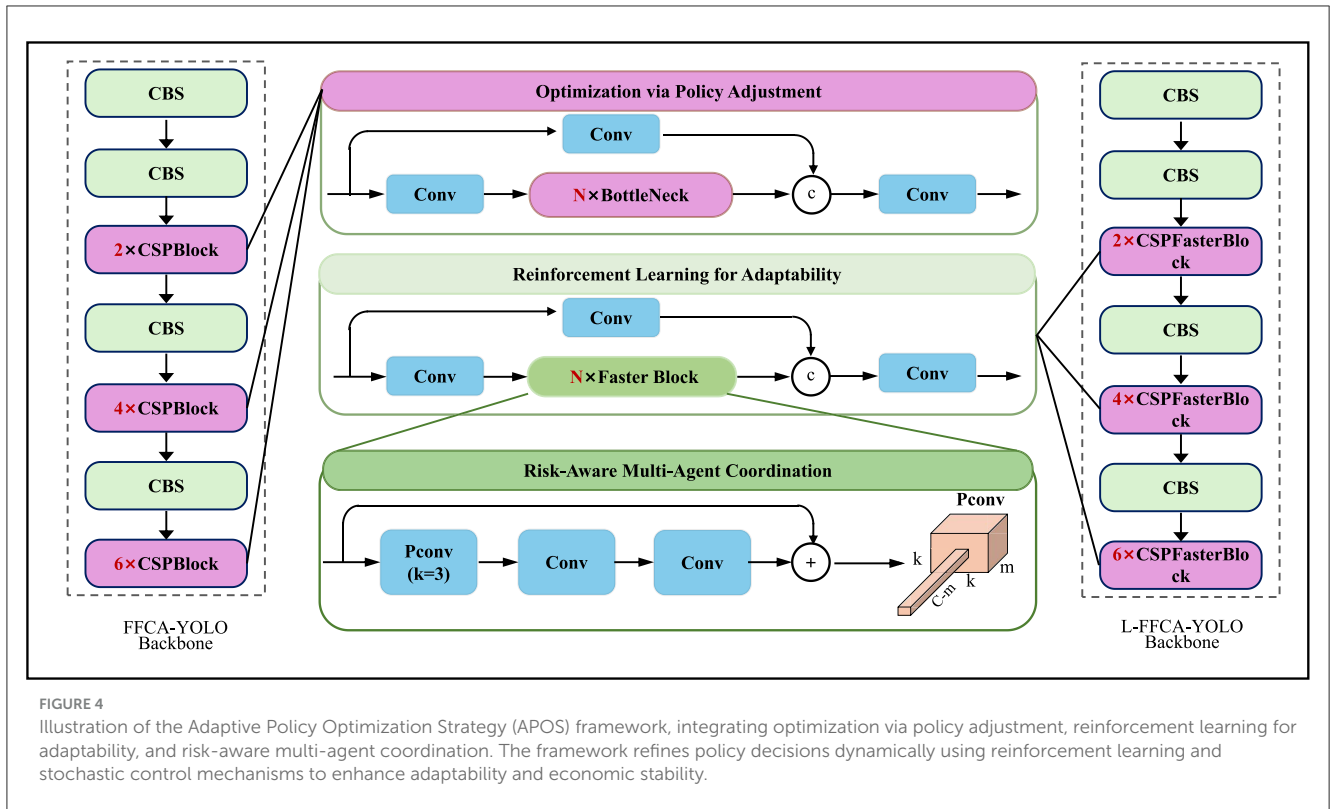 CBS
CBS
2×CSPBlock
CBS
4×CSPBlock
CBS
6×CSPBlock
FFCA-YOLO
Backbone
Optimization via Policy Adjustment
Conv
Conv
N×BottleNeck
c
Conv
Reinforcement Learning for Adaptability
Conv
Conv
N×Faster Block
c
Conv
Risk-Aware Multi-Agent Coordination
Pconv
(k=3)
Conv
Conv
+
Pconv
k
m
k
C-m
CBS
CBS
2×CSPFasterBlo
ck
CBS
4×CSPFasterBlo
ck
CBS
6×CSPFasterBlo
ck
L-FFCA-YOLO
Backbone
FIGURE 4
Illustration of the Adaptive Policy Optimization Strategy (APOS) framework, integrating optimization via policy adjustment, reinforcement learning for
adaptability, and risk-aware multi-agent coordination. The framework refines policy decisions dynamically using reinforcement learning and
stochastic control mechanisms to enhance adaptability and economic stability.